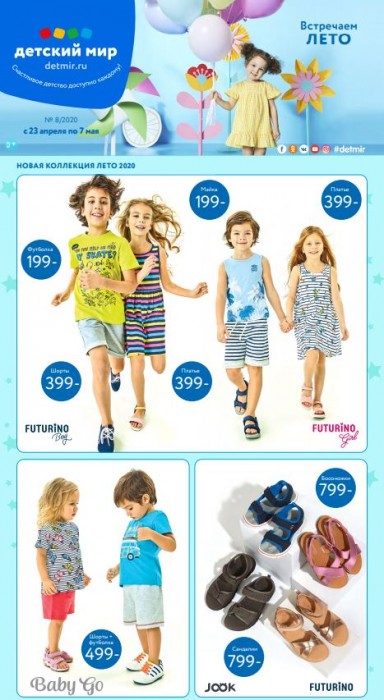 детский мир
detmir.ru
Счастливое детство доступно каждому!
Встречаем
ЛЕТО
№ 8/2020
с 23 апреля по 7 мая
#detmir
НОВАЯ КОЛЛЕКЦИЯ ЛЕТО 2020
Футболка
199-
Майка
199-
Платье
399-
Шорты
399-
Платье
399-
FUTURINO
Boy
FUTURINO
Girl
Шорты +
футболка
499-
Baby Go
Босоножки
799-
Сандалии
799-
JOOK
FUTURINO